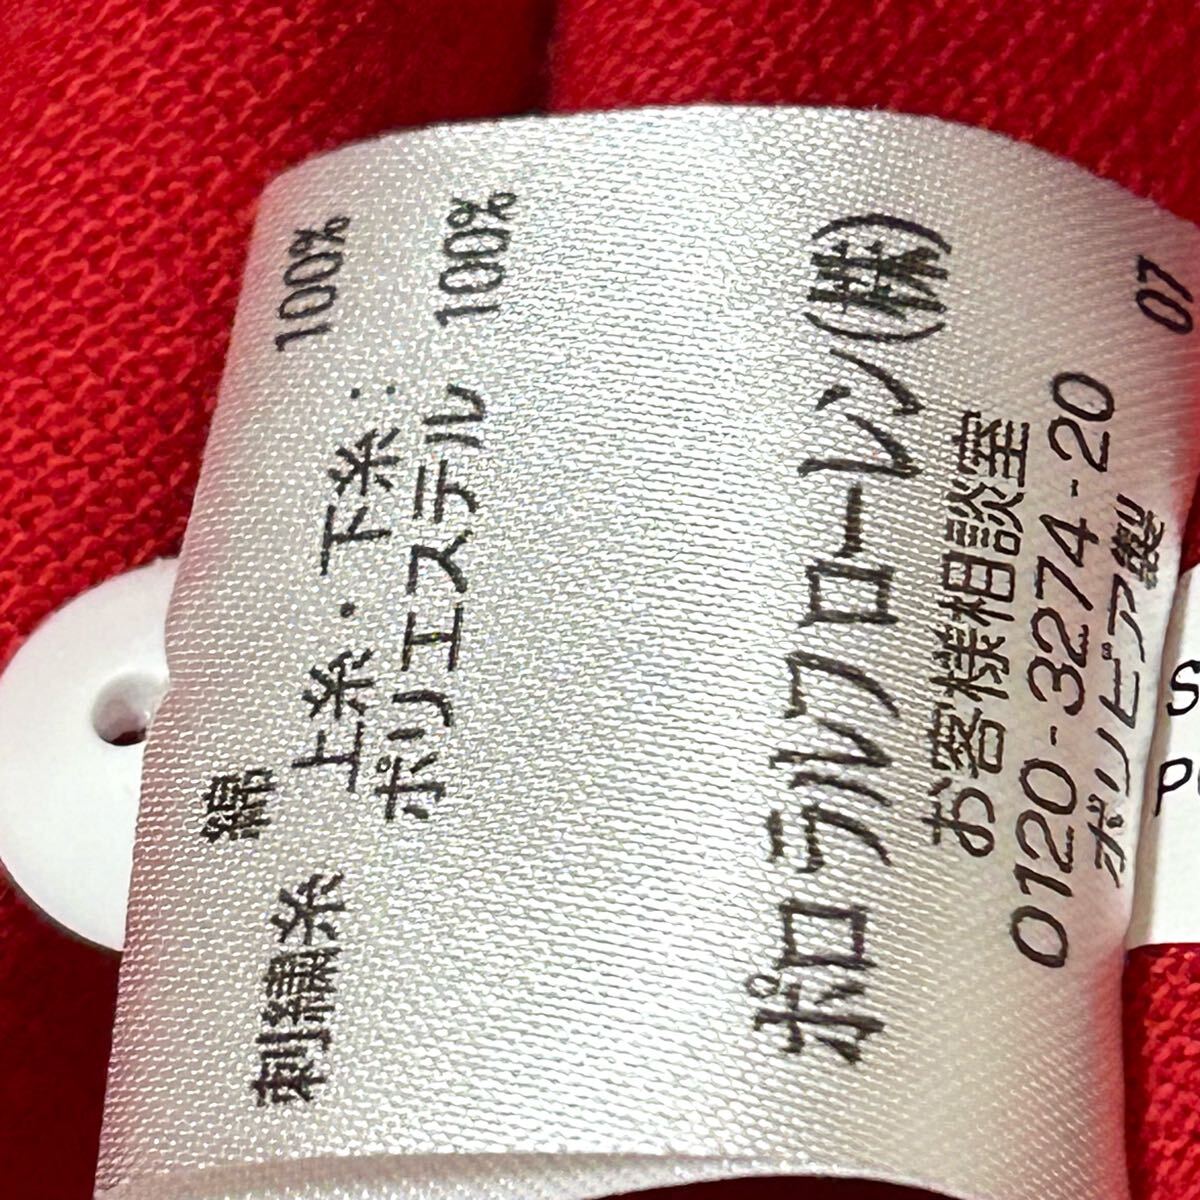 綿 100%
刺繍糸 上糸・下糸:
ポリエステル 100%
ポロ ラルフ ローレン(株)
お客様相談室
0120-3274-20
ボリビア製 07
S
P